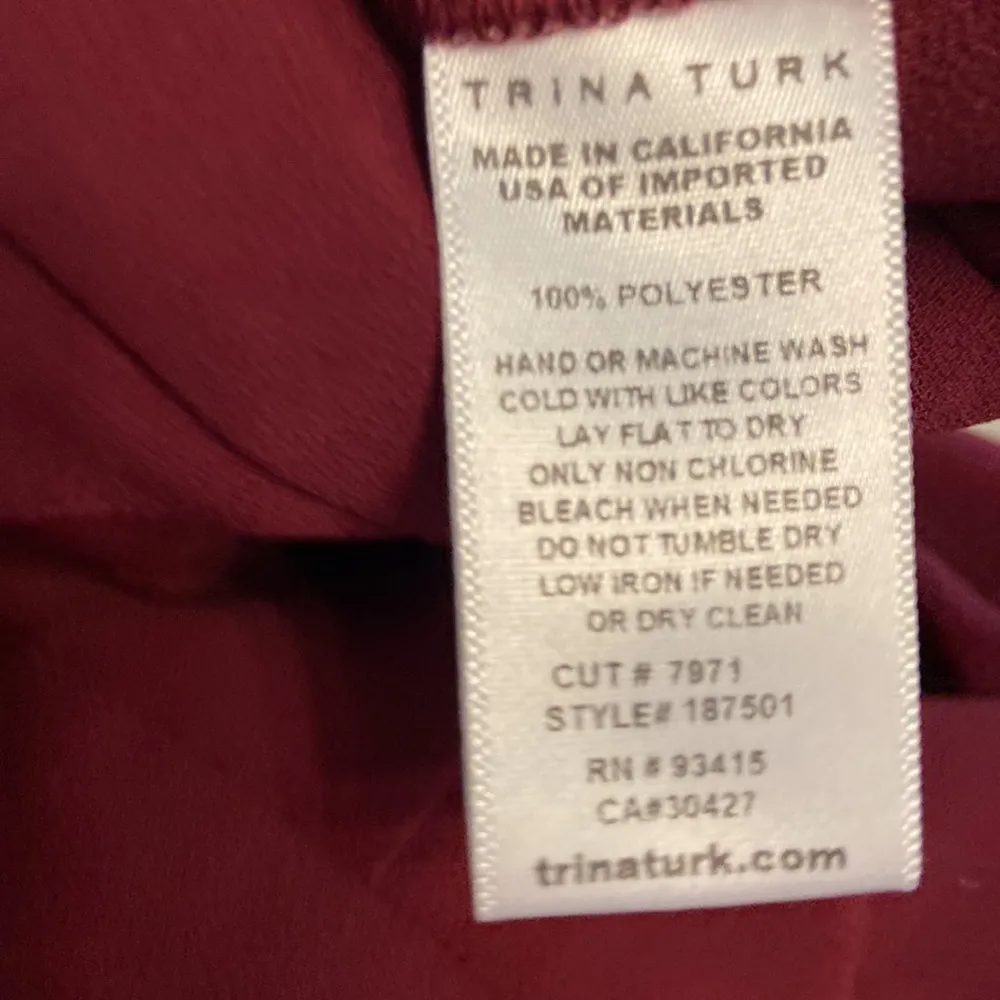 TRINA TURK
MADE IN CALIFORNIA
USA OF IMPORTED
MATERIALS
100% POLYESTER
HAND OR MACHINE WASH
COLD WITH LIKE COLORS
LAY FLAT TO DRY
ONLY NON CHLORINE
BLEACH WHEN NEEDED
DO NOT TUMBLE DRY
LOW IRON IF NEEDED
OR DRY CLEAN
CUT # 7971
STYLE# 187501
RN # 93415
CA#30427
trinaturk.com